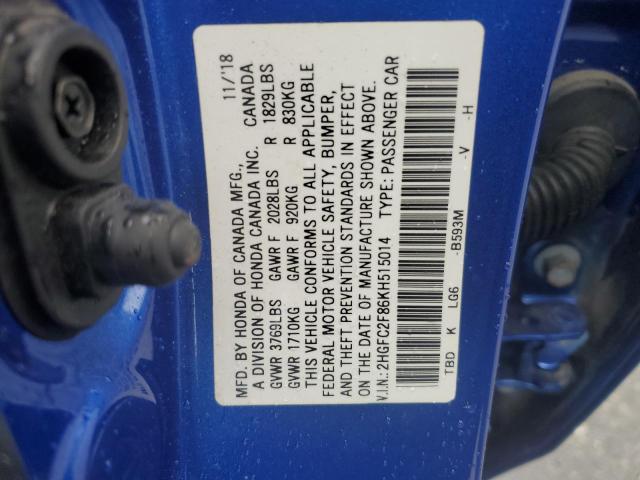 MFD. BY HONDA OF CANADA MFG., 11/'18
A DIVISION OF HONDA CANADA INC. CANADA
GVWR 3769LBS GAWR F 2028LBS R 1829LBS
GVWR 1710KG GAWR F 920KG R 830KG
THIS VEHICLE CONFORMS TO ALL APPLICABLE
FEDERAL MOTOR VEHICLE SAFETY, BUMPER,
AND THEFT PREVENTION STANDARDS IN EFFECT
ON THE DATE OF MANUFACTURE SHOWN ABOVE.
V.I.N.:2HGFC2F86KH515014 TYPE: PASSENGER CAR
TBD K LG6 -B593M -V -H